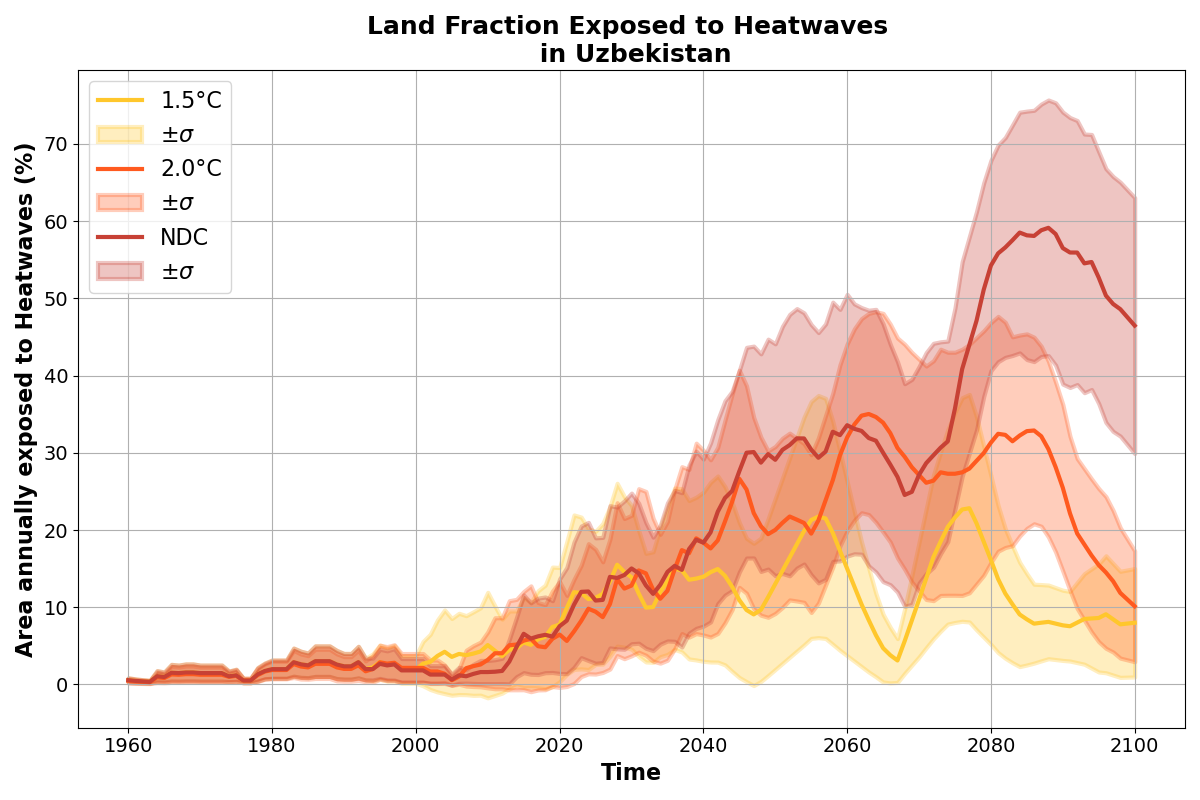 Land Fraction Exposed to Heatwaves
in Uzbekistan
1.5°C
±σ
2.0°C
±σ
NDC
±σ
Area annually exposed to Heatwaves (%)
70
60
50
40
30
20
10
0
1960 1980 2000 2020 2040 2060 2080 2100
Time